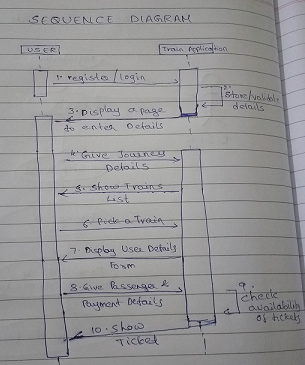 SEQUENCE DIAGRAM
USER
Train Application
1. register/login
2.
Store/validate
details
3. Display a page
to enter Details
4. Give Journey
Details
5. Show Trains
List
6. Pick a Train
7. Display User Details
Form
8. Give Passenger &
Payment Details
9.
check
availability
of tickets
10. Show
Ticket